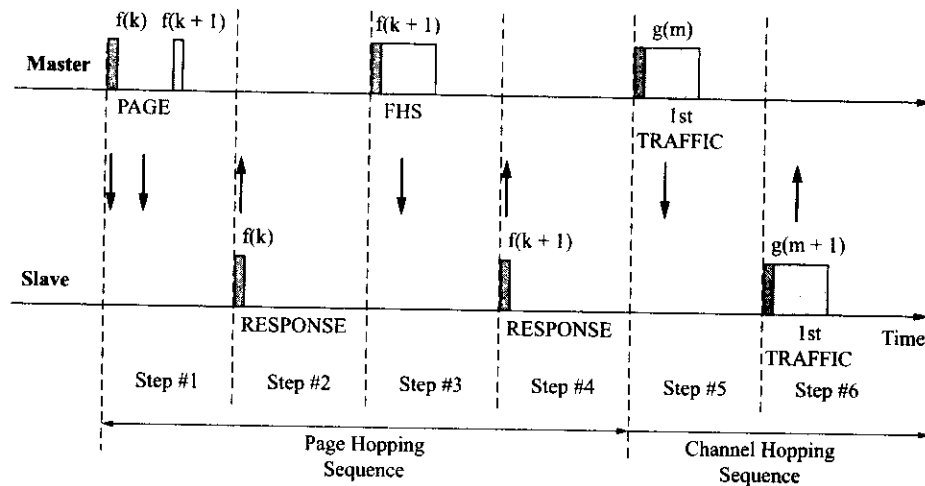 f(k) f(k + 1) f(k + 1) g(m)
Master
PAGE FHS 1st
TRAFFIC
f(k) f(k + 1) g(m + 1)
Slave
RESPONSE RESPONSE 1st Time
TRAFFIC
Step #1 Step #2 Step #3 Step #4 Step #5 Step #6
Page Hopping Channel Hopping
Sequence Sequence